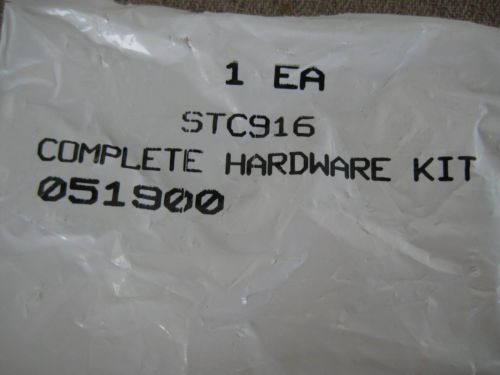 1 EA
STC916
COMPLETE HARDWARE KIT
051900